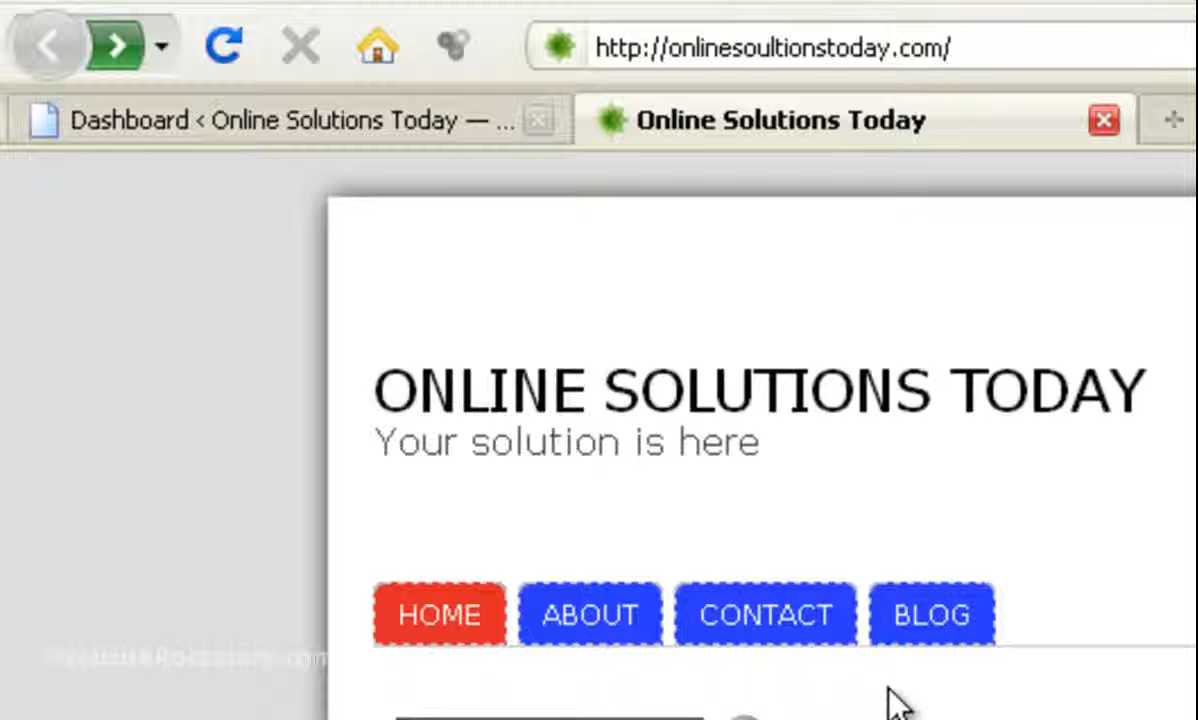 http://onlinesoultionstoday.com/
Dashboard ‹ Online Solutions Today — ...
Online Solutions Today
ONLINE SOLUTIONS TODAY
Your solution is here
HOME
ABOUT
CONTACT
BLOG